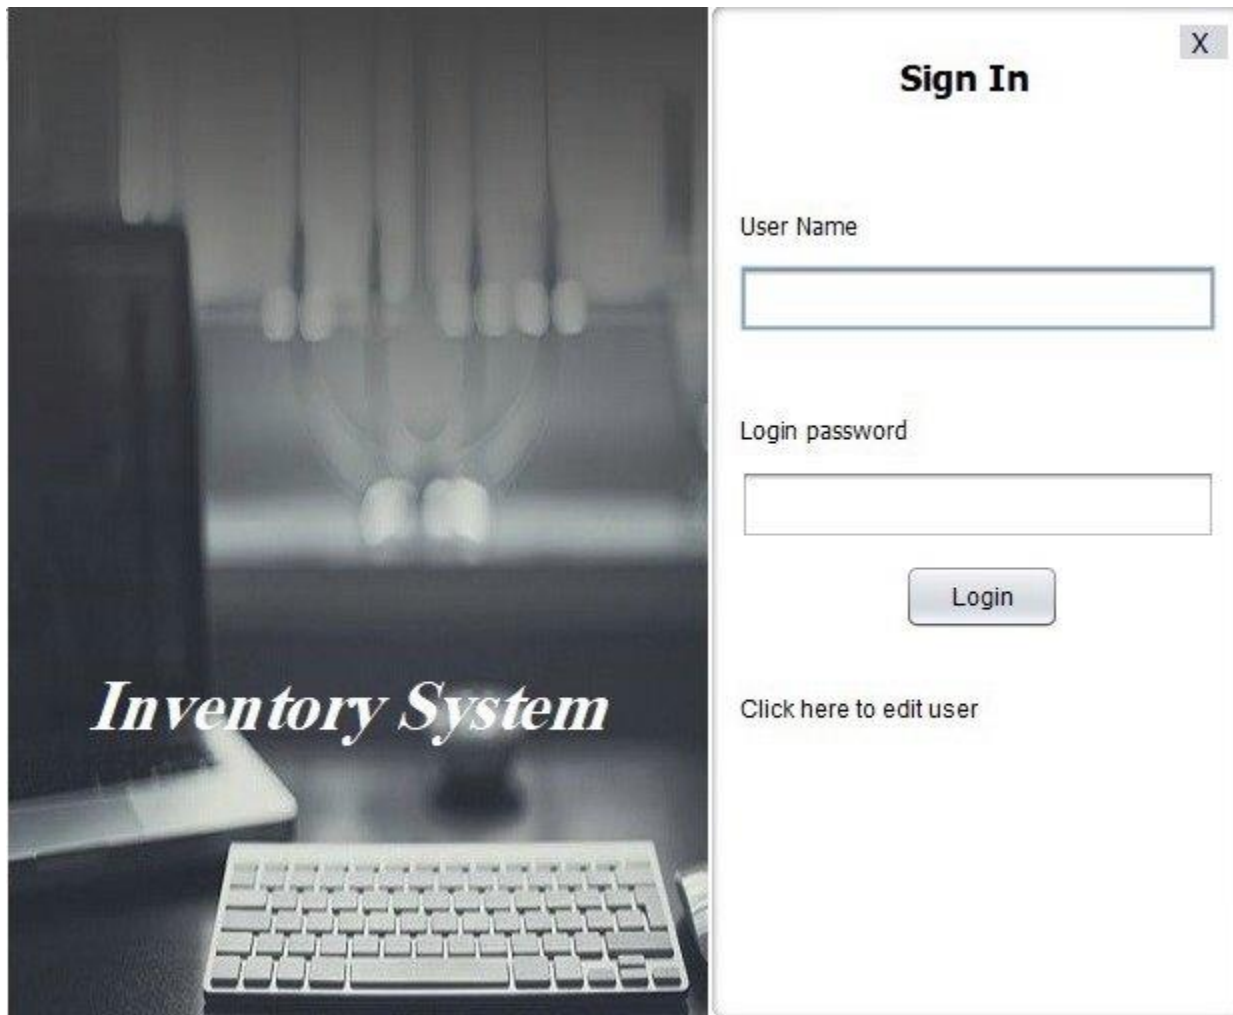 Inventory System
X
Sign In
User Name
Login password
Login
Click here to edit user